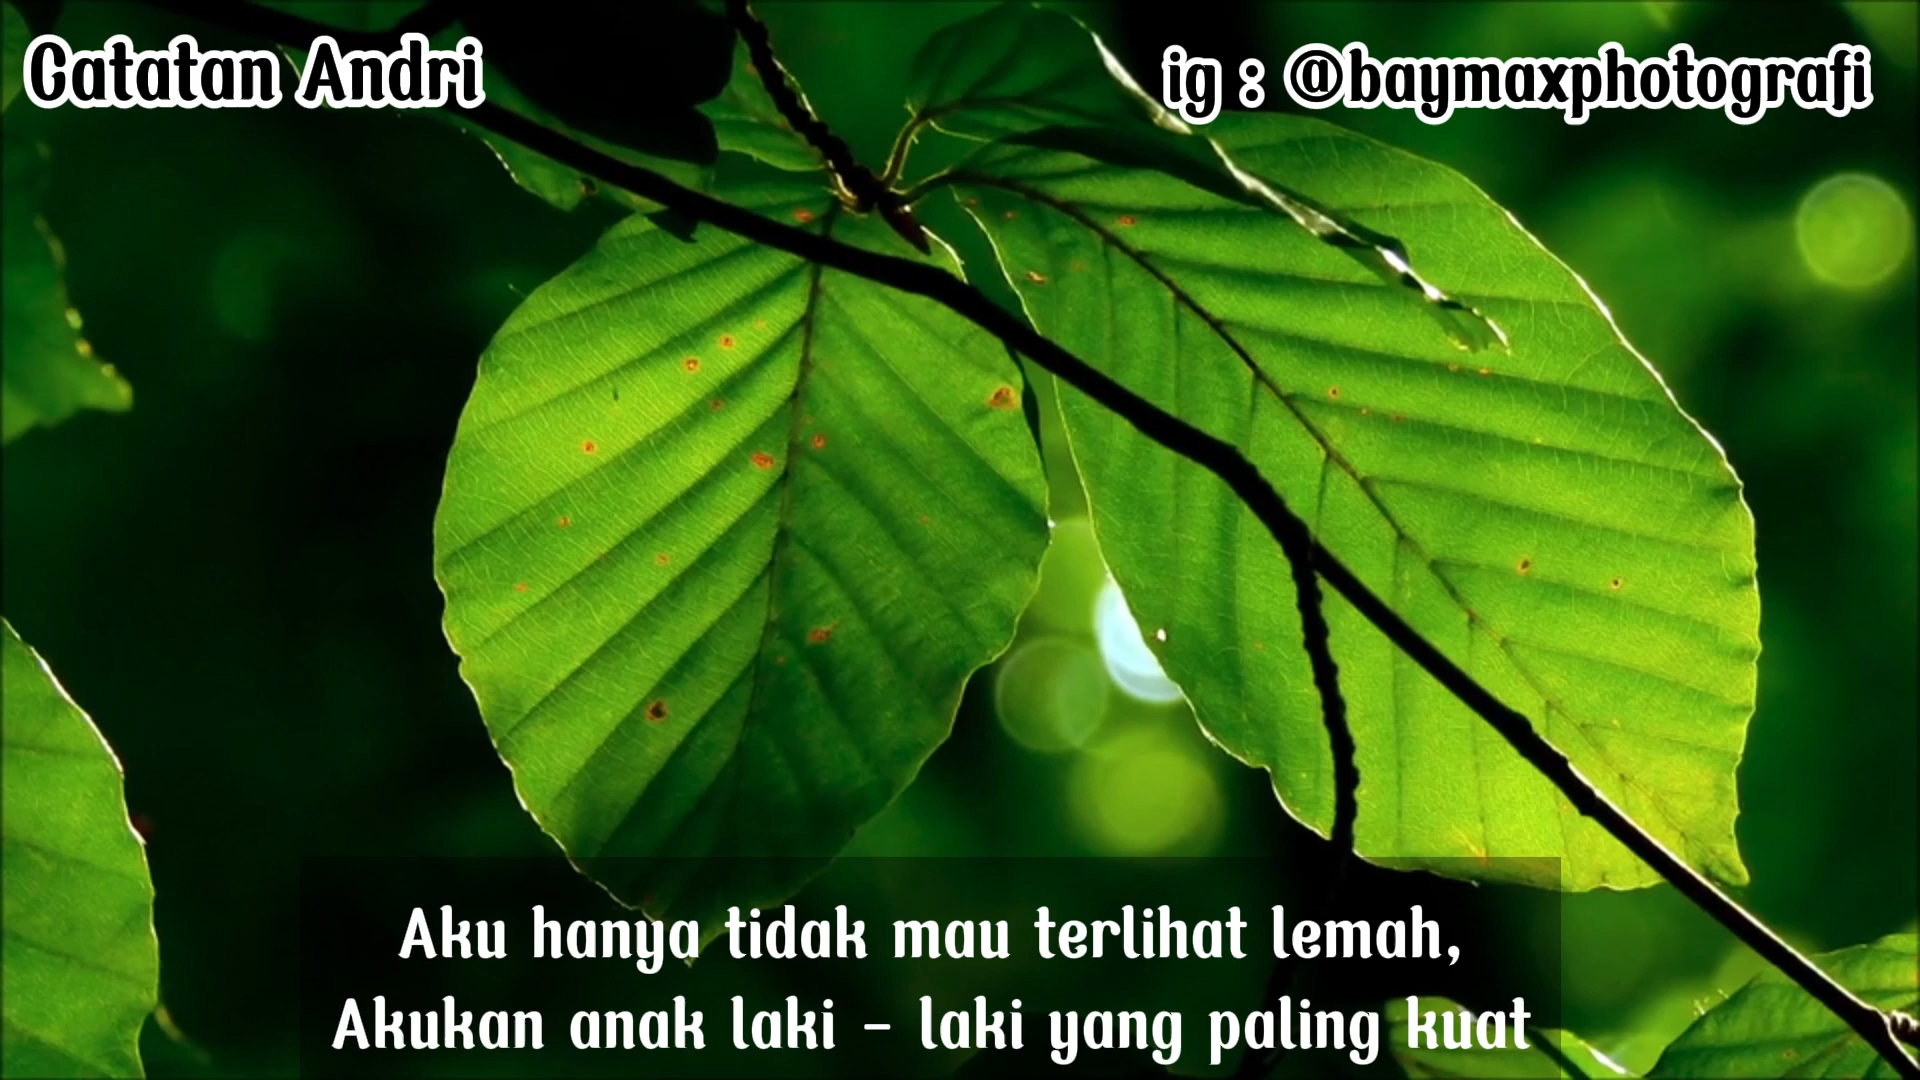 Catatan Andri
ig : @baymaxphotografi
Aku hanya tidak mau terlihat lemah,
Akukan anak laki - laki yang paling kuat